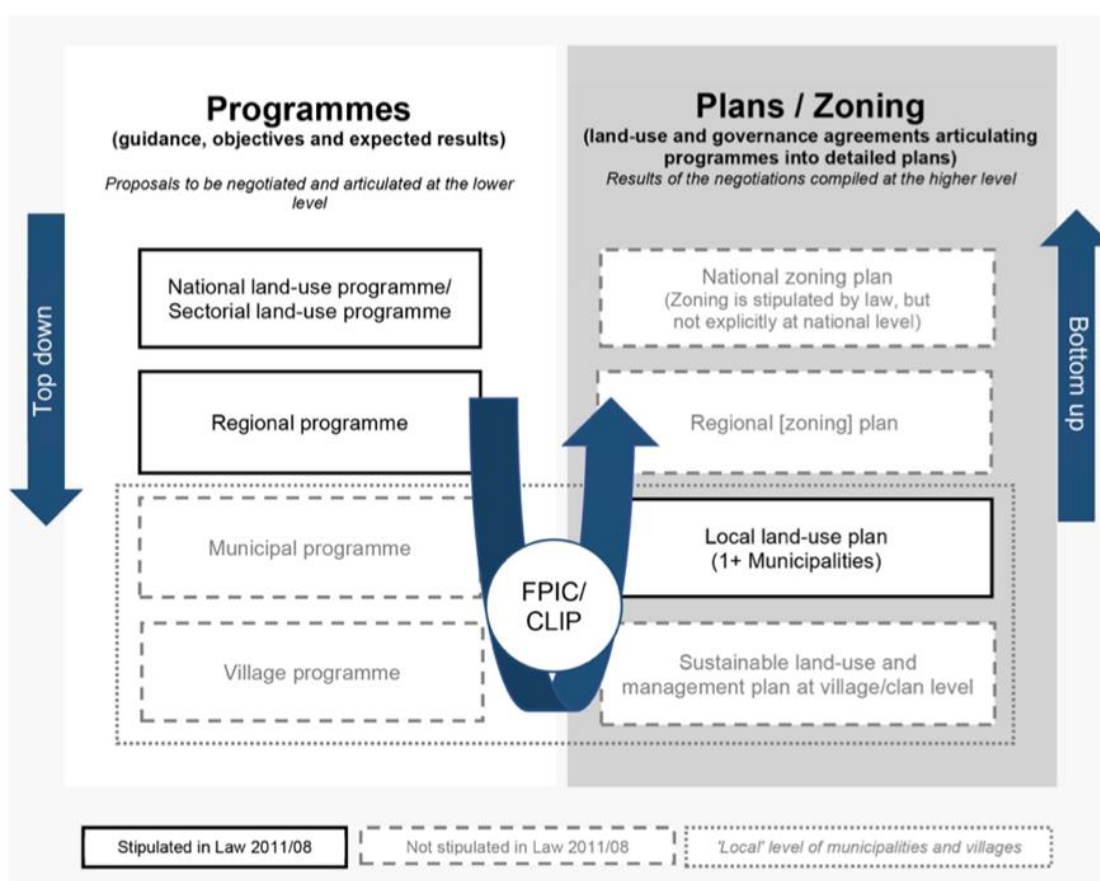 Programmes
(guidance, objectives and expected results)
Proposals to be negotiated and articulated at the lower
level
Plans / Zoning
(land-use and governance agreements articulating
programmes into detailed plans)
Results of the negotiations compiled at the higher level
Top down
National land-use programme/
Sectorial land-use programme
Regional programme
Municipal programme
Village programme
FPIC/
CLIP
National zoning plan
(Zoning is stipulated by law, but
not explicitly at national level)
Regional [zoning] plan
Local land-use plan
(1+ Municipalities)
Sustainable land-use and
management plan at village/clan level
Bottom up
Stipulated in Law 2011/08
Not stipulated in Law 2011/08
'Local' level of municipalities and villages